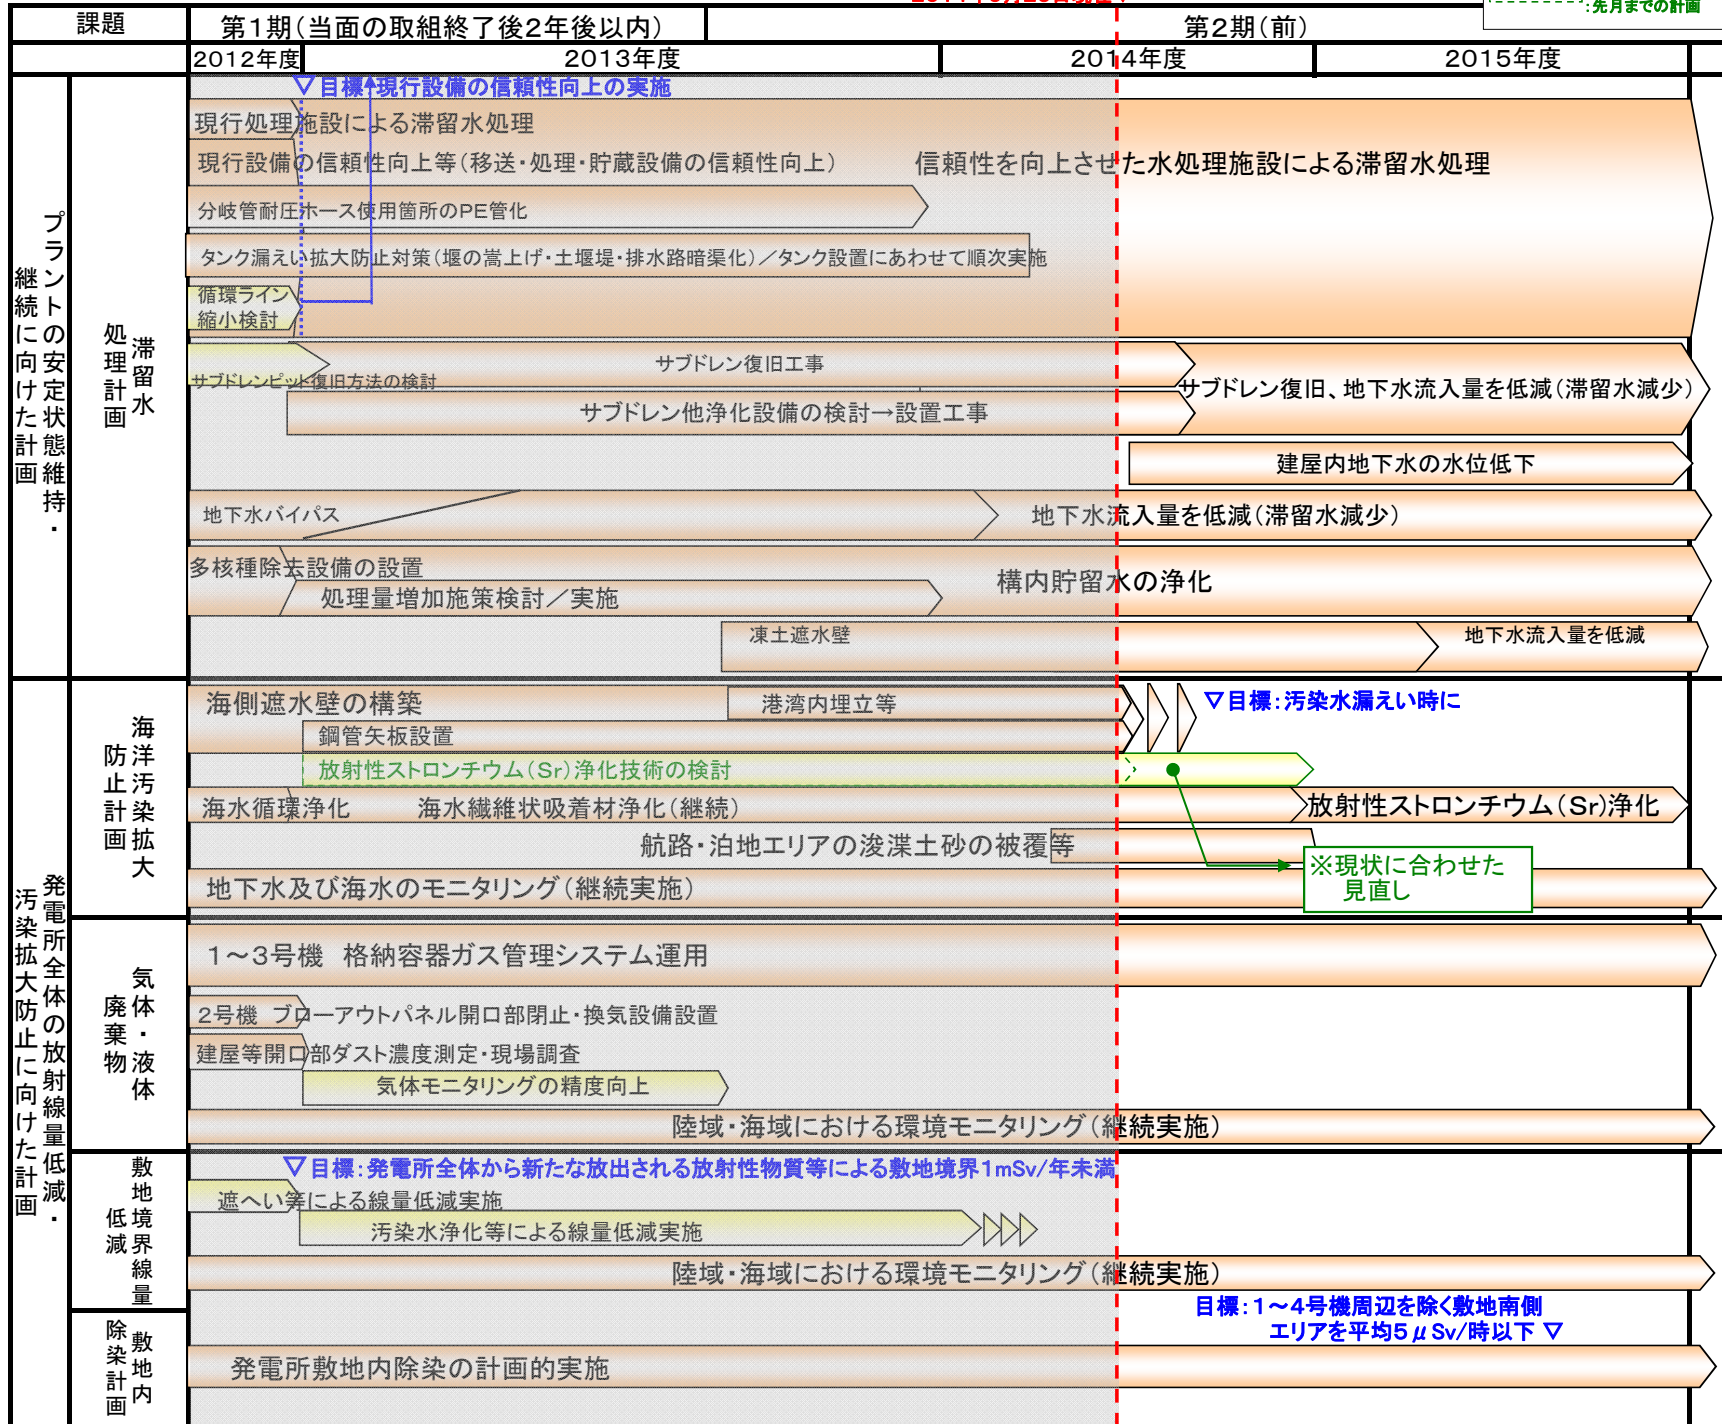 :先月までの計画
課題
第1期(当面の取組終了後2年後以内)
第2期(前)
2012年度
2013年度
2014年度
2015年度
プラントの安定状態維持・
継続に向けた計画
滞留水
処理計画
▽目標:現行設備の信頼性向上の実施
現行処理施設による滞留水処理
現行設備の信頼性向上等(移送・処理・貯蔵設備の信頼性向上)
信頼性を向上させた水処理施設による滞留水処理
分岐管耐圧ホース使用箇所のPE管化
タンク漏えい拡大防止対策(堰の嵩上げ・土堰堤・排水路暗渠化)/タンク設置にあわせて順次実施
循環ライン
縮小検討
サブドレンピット復旧方法の検討
サブドレン復旧工事
サブドレン復旧、地下水流入量を低減(滞留水減少)
サブドレン他浄化設備の検討→設置工事
建屋内地下水の水位低下
地下水バイパス
地下水流入量を低減(滞留水減少)
多核種除去設備の設置
処理量増加施策検討/実施
構内貯留水の浄化
凍土遮水壁
地下水流入量を低減
発電所全体の放射線量低減・
汚染拡大防止に向けた計画
海洋汚染拡大
防止計画
海側遮水壁の構築
港湾内埋立等
▽目標:汚染水漏えい時に
鋼管矢板設置
放射性ストロンチウム(Sr)浄化技術の検討
海水循環浄化
海水繊維状吸着材浄化(継続)
放射性ストロンチウム(Sr)浄化
航路・泊地エリアの浚渫土砂の被覆等
※現状に合わせた
見直し
地下水及び海水のモニタリング(継続実施)
気体・液体
廃棄物
1~3号機 格納容器ガス管理システム運用
2号機 ブローアウトパネル開口部閉止・換気設備設置
建屋等開口部ダスト濃度測定・現場調査
気体モニタリングの精度向上
陸域・海域における環境モニタリング(継続実施)
敷地境界線量
低減
▽目標:発電所全体から新たな放出される放射性物質等による敷地境界1mSv/年未満
遮へい等による線量低減実施
汚染水浄化等による線量低減実施
陸域・海域における環境モニタリング(継続実施)
敷地内
除染計画
目標:1~4号機周辺を除く敷地南側
エリアを平均5μSv/時以下 ▽
発電所敷地内除染の計画的実施